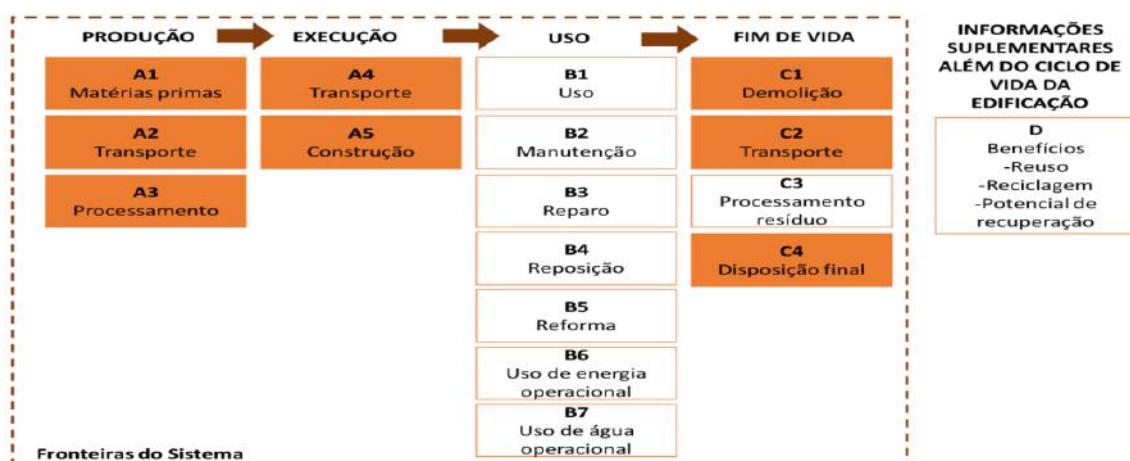 PRODUÇÃO
EXECUÇÃO
USO
FIM DE VIDA
A1
Matérias primas
A2
Transporte
A3
Processamento
A4
Transporte
A5
Construção
B1
Uso
B2
Manutenção
B3
Reparo
B4
Reposição
B5
Reforma
B6
Uso de energia
operacional
B7
Uso de água
operacional
C1
Demolição
C2
Transporte
C3
Processamento
resíduo
C4
Disposição final
INFORMAÇÕES
SUPLEMENTARES
ALÉM DO CICLO DE
VIDA DA
EDIFICAÇÃO
D
Benefícios
-Reuso
-Reciclagem
-Potencial de
recuperação
Fronteiras do Sistema